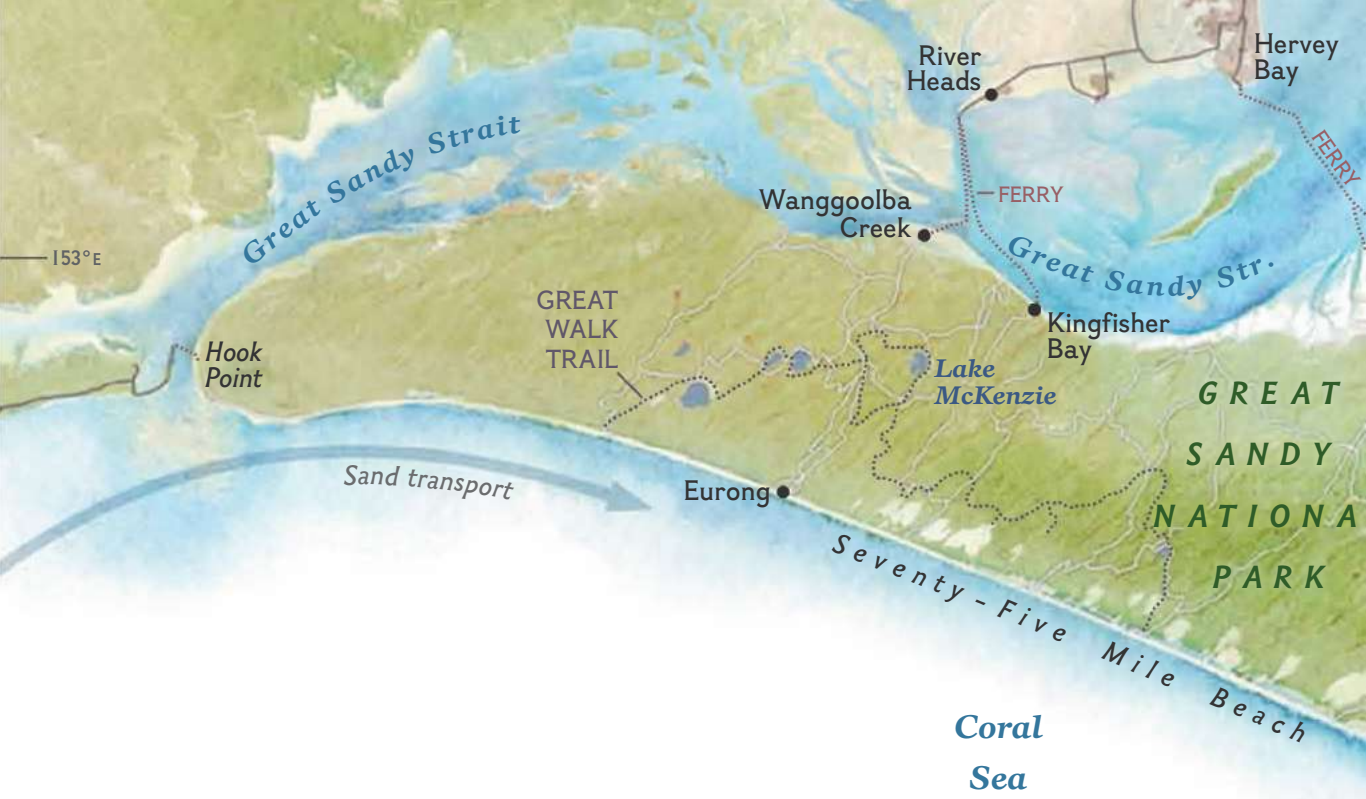 River
Heads
Hervey
Bay
Great Sandy Strait
FERRY
FERRY
Wanggoolba
Creek
Great Sandy Str.
153°E
GREAT
WALK
TRAIL
Kingfisher
Bay
Hook
Point
Lake
McKenzie
GREAT
SANDY
NATIONA
PARK
Sand transport
Eurong
Seventy-Five Mile Beach
Coral
Sea